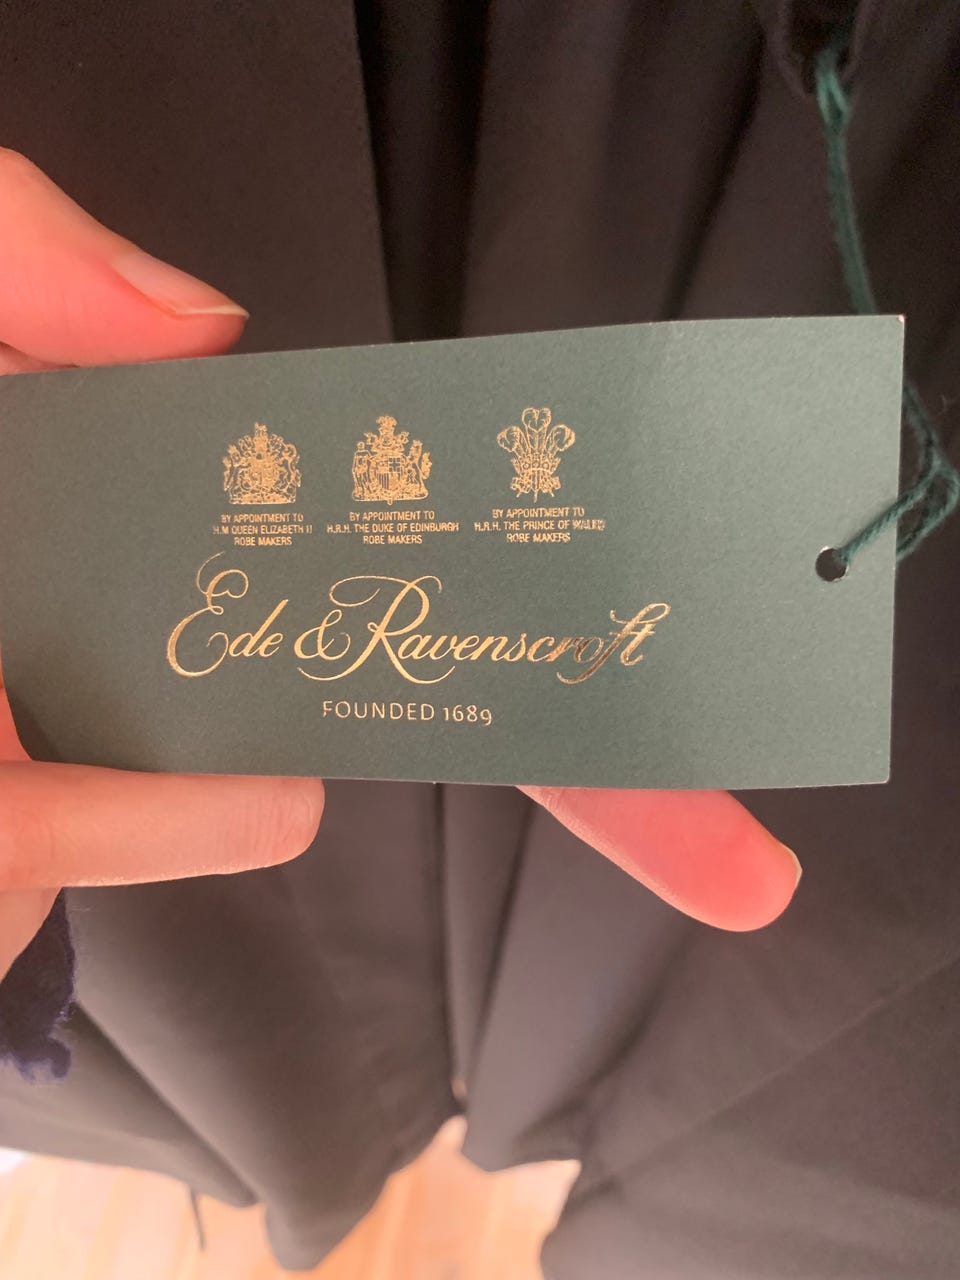 BY APPOINTMENT TO
H.M QUEEN ELIZABETH II
ROBE MAKERS
BY APPOINTMENT TO
H.R.H. THE DUKE OF EDINBURGH
ROBE MAKERS
BY APPOINTMENT TO
H.R.H. THE PRINCE OF WALES
ROBE MAKERS
Ede & Ravenscroft
FOUNDED 1689